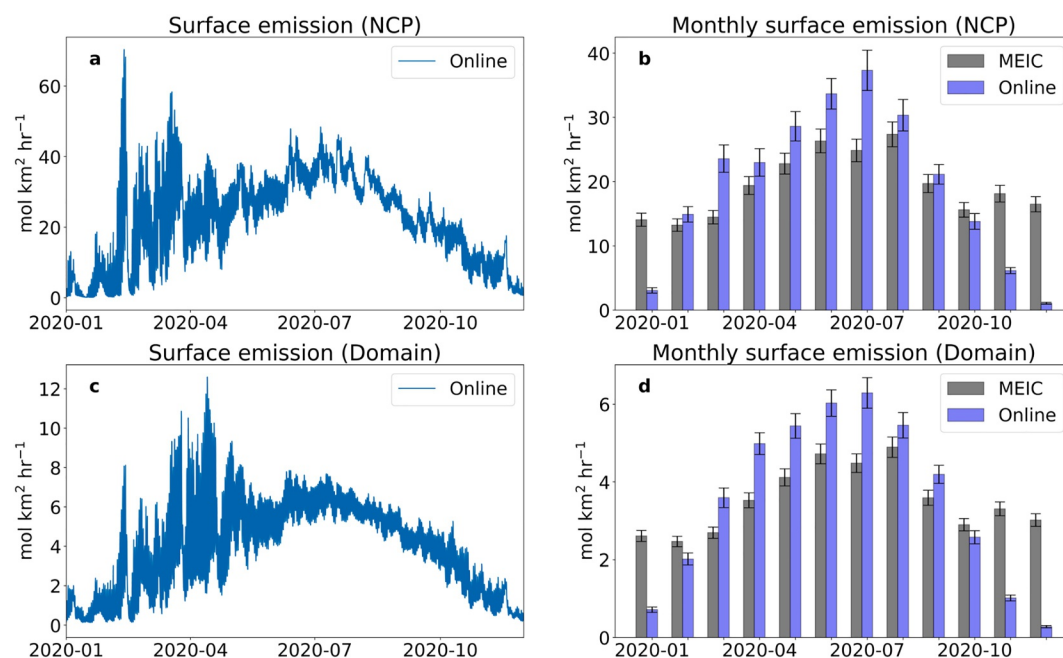 Surface emission (NCP)
a
Online
mol km² hr⁻¹
60
40
20
0
2020-01
2020-04
2020-07
2020-10
Monthly surface emission (NCP)
b
MEIC
Online
mol km² hr⁻¹
40
30
20
10
0
2020-01
2020-04
2020-07
2020-10
Surface emission (Domain)
c
Online
mol km² hr⁻¹
12
10
8
6
4
2
0
2020-01
2020-04
2020-07
2020-10
Monthly surface emission (Domain)
d
MEIC
Online
mol km² hr⁻¹
6
4
2
0
2020-01
2020-04
2020-07
2020-10